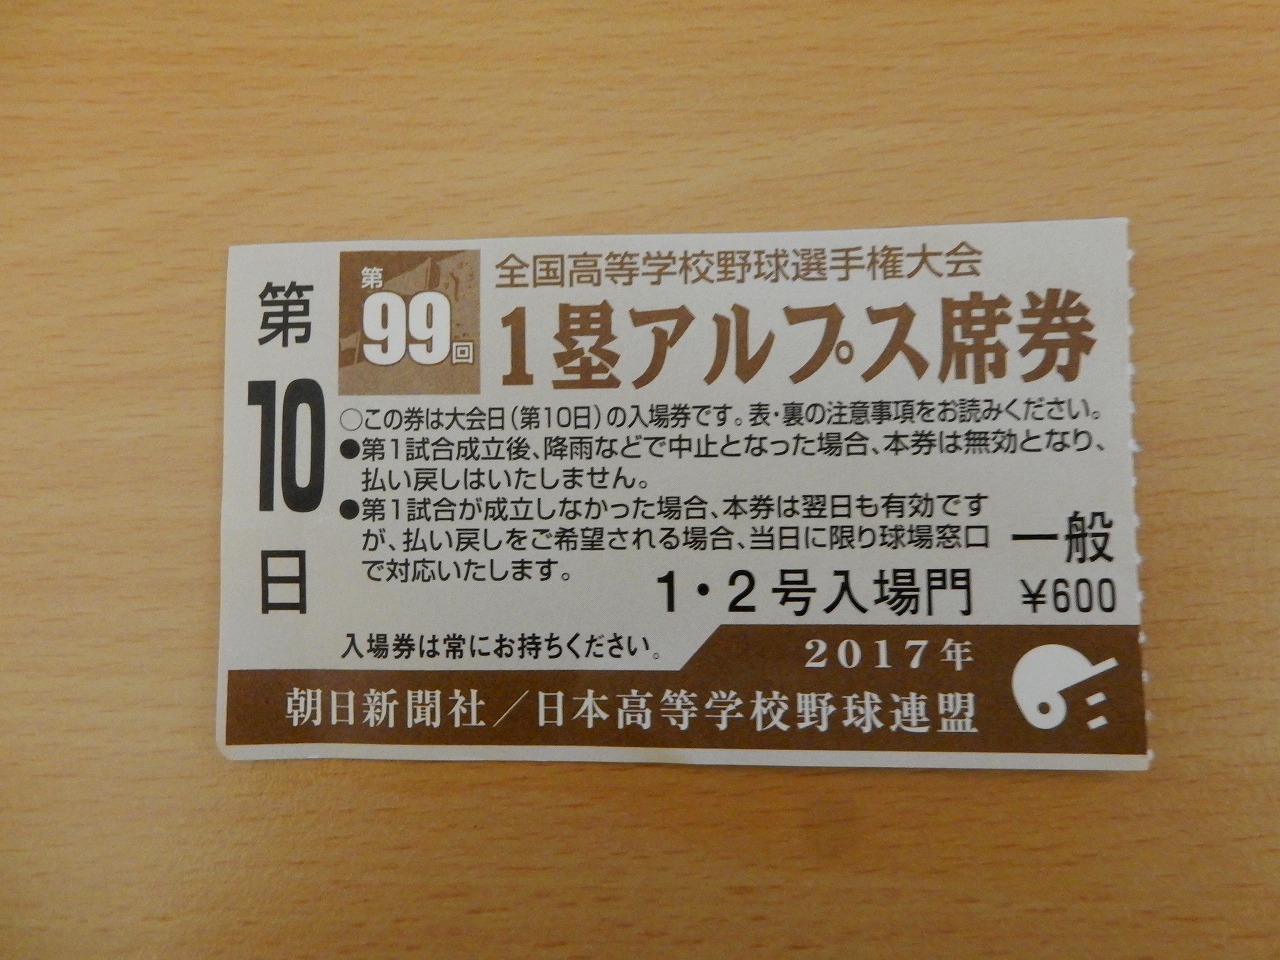 第10日
第99回
全国高等学校野球選手権大会
1塁アルプス席券
○この券は大会日(第10日)の入場券です。表・裏の注意事項をお読みください。
●第1試合成立後、降雨などで中止となった場合、本券は無効となり、
払い戻しはいたしません。
●第1試合が成立しなかった場合、本券は翌日も有効です
が、払い戻しをご希望される場合、当日に限り球場窓口
で対応いたします。
一般
¥600
1・2号入場門
入場券は常にお持ちください。
2017年
朝日新聞社/日本高等学校野球連盟